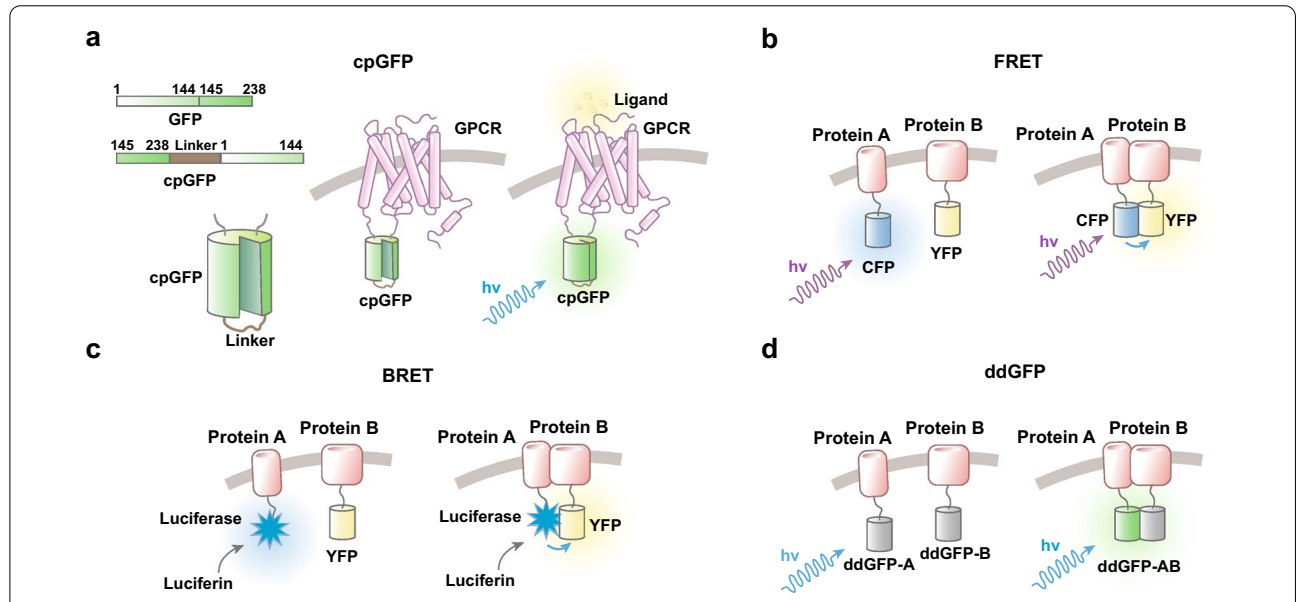 a
cpGFP
1 144 145 238
GFP
145 238 Linker 1 144
cpGFP
cpGFP
Linker
GPCR
cpGFP
Ligand
GPCR
hv
cpGFP
b
FRET
Protein A Protein B
hv
CFP
YFP
Protein A Protein B
CFP YFP
hv
c
BRET
Protein A Protein B
Luciferase
YFP
Luciferin
Protein A Protein B
Luciferase YFP
Luciferin
d
ddGFP
Protein A Protein B
hv
ddGFP-A ddGFP-B
Protein A Protein B
hv
ddGFP-AB